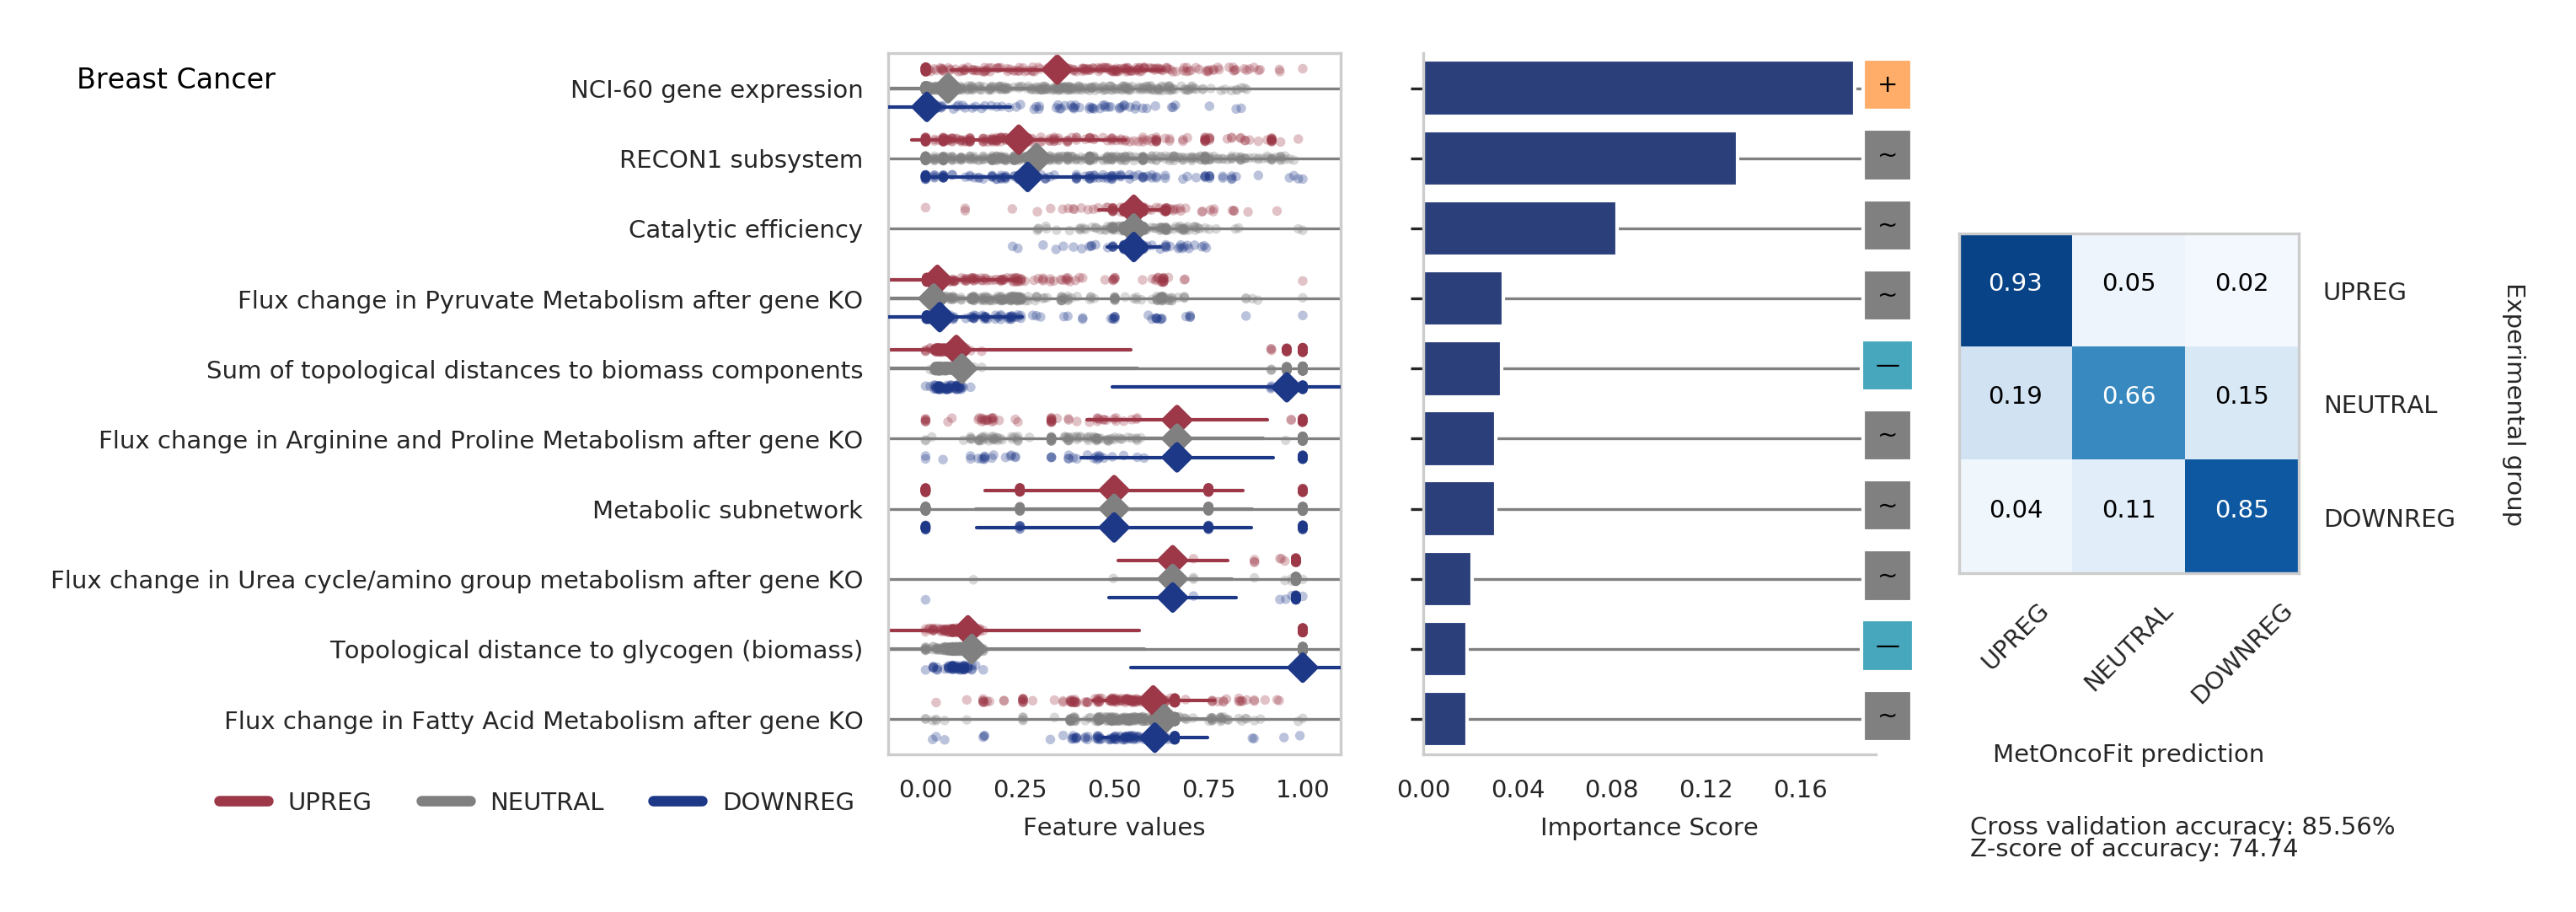 Breast Cancer
NCI-60 gene expression
RECON1 subsystem
Catalytic efficiency
Flux change in Pyruvate Metabolism after gene KO
Sum of topological distances to biomass components
Flux change in Arginine and Proline Metabolism after gene KO
Metabolic subnetwork
Flux change in Urea cycle/amino group metabolism after gene KO
Topological distance to glycogen (biomass)
Flux change in Fatty Acid Metabolism after gene KO
UPREG NEUTRAL DOWNREG
0.00 0.25 0.50 0.75 1.00
Feature values
+
~
~
~
—
~
~
~
—
~
0.00 0.04 0.08 0.12 0.16
Importance Score
0.93 0.05 0.02 UPREG
0.19 0.66 0.15 NEUTRAL
0.04 0.11 0.85 DOWNREG
Experimental group
UPREG NEUTRAL DOWNREG
MetOncoFit prediction
Cross validation accuracy: 85.56%
Z-score of accuracy: 74.74